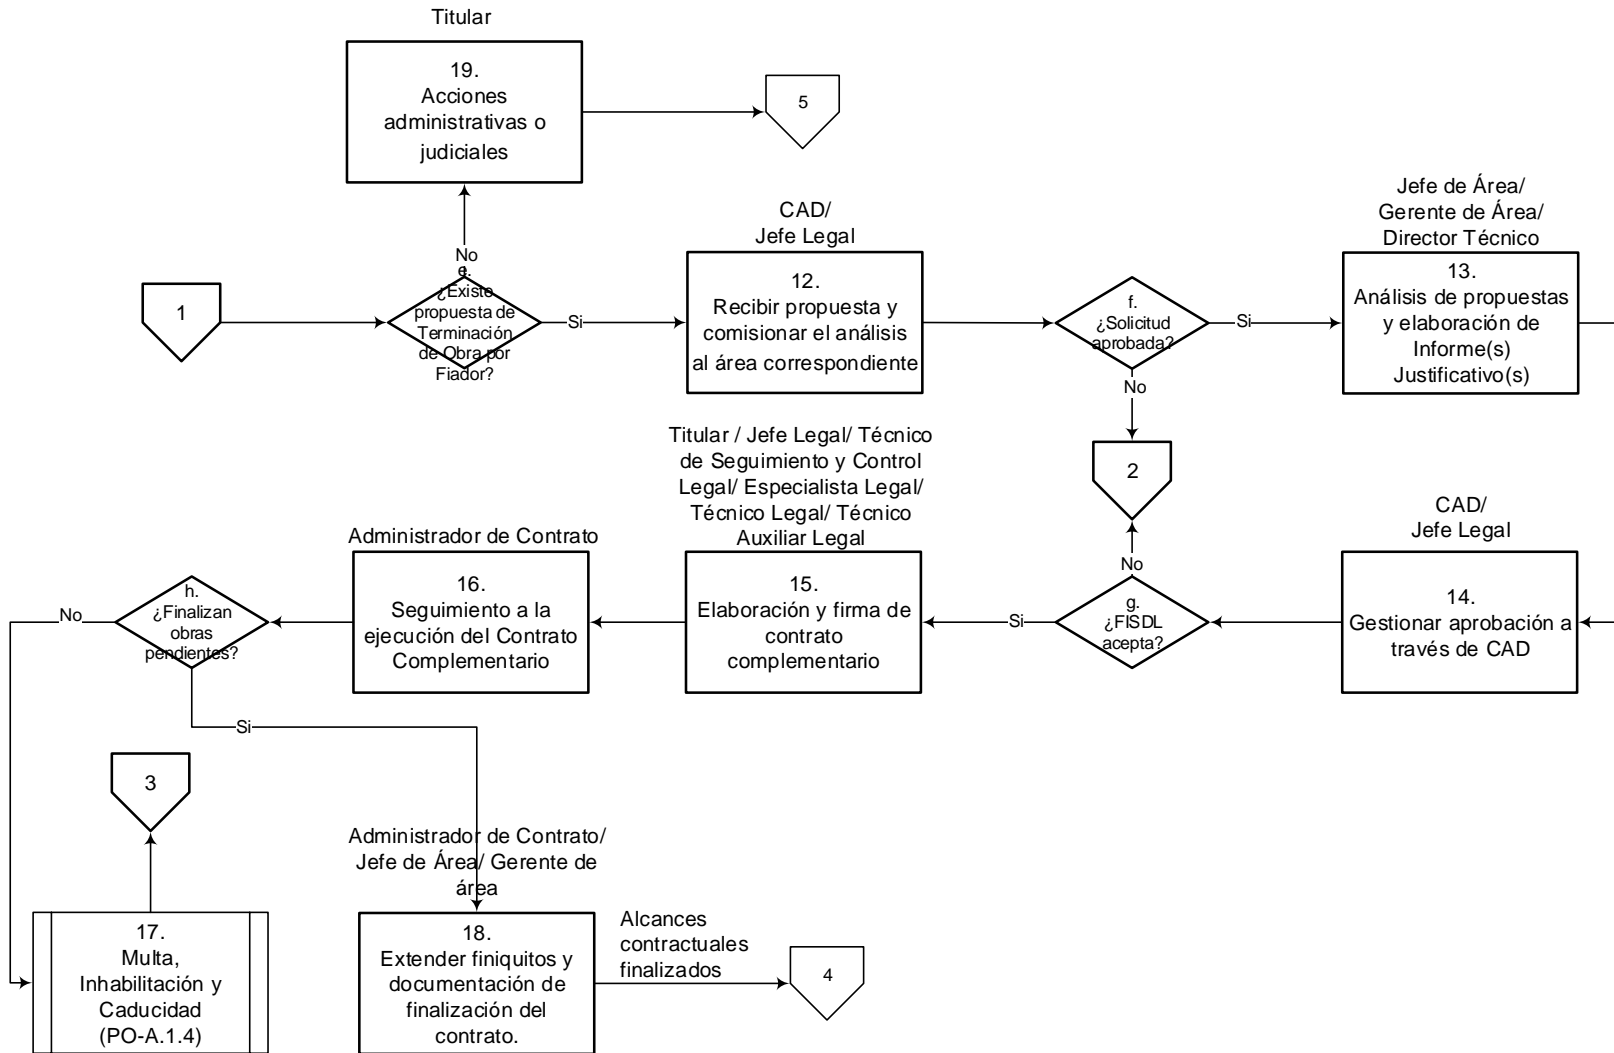 Titular
19.
Acciones
administrativas o
judiciales
5
No
1
e.
¿Existe
propuesta de
Terminación
de Obra por
Fiador?
Si
CAD/
Jefe Legal
12.
Recibir propuesta y
comisionar el análisis
al área correspondiente
f.
¿Solicitud
aprobada?
Si
No
Jefe de Área/
Gerente de Área/
Director Técnico
13.
Análisis de propuestas
y elaboración de
Informe(s)
Justificativo(s)
2
CAD/
Jefe Legal
14.
Gestionar aprobación a
través de CAD
No
g.
¿FISDL
acepta?
Si
Titular / Jefe Legal/ Técnico
de Seguimiento y Control
Legal/ Especialista Legal/
Técnico Legal/ Técnico
Auxiliar Legal
15.
Elaboración y firma de
contrato
complementario
Administrador de Contrato
16.
Seguimiento a la
ejecución del Contrato
Complementario
h.
¿Finalizan
obras
pendientes?
No
Si
3
17.
Multa,
Inhabilitación y
Caducidad
(PO-A.1.4)
Administrador de Contrato/
Jefe de Área/ Gerente de
área
18.
Extender finiquitos y
documentación de
finalización del
contrato.
Alcances
contractuales
finalizados
4